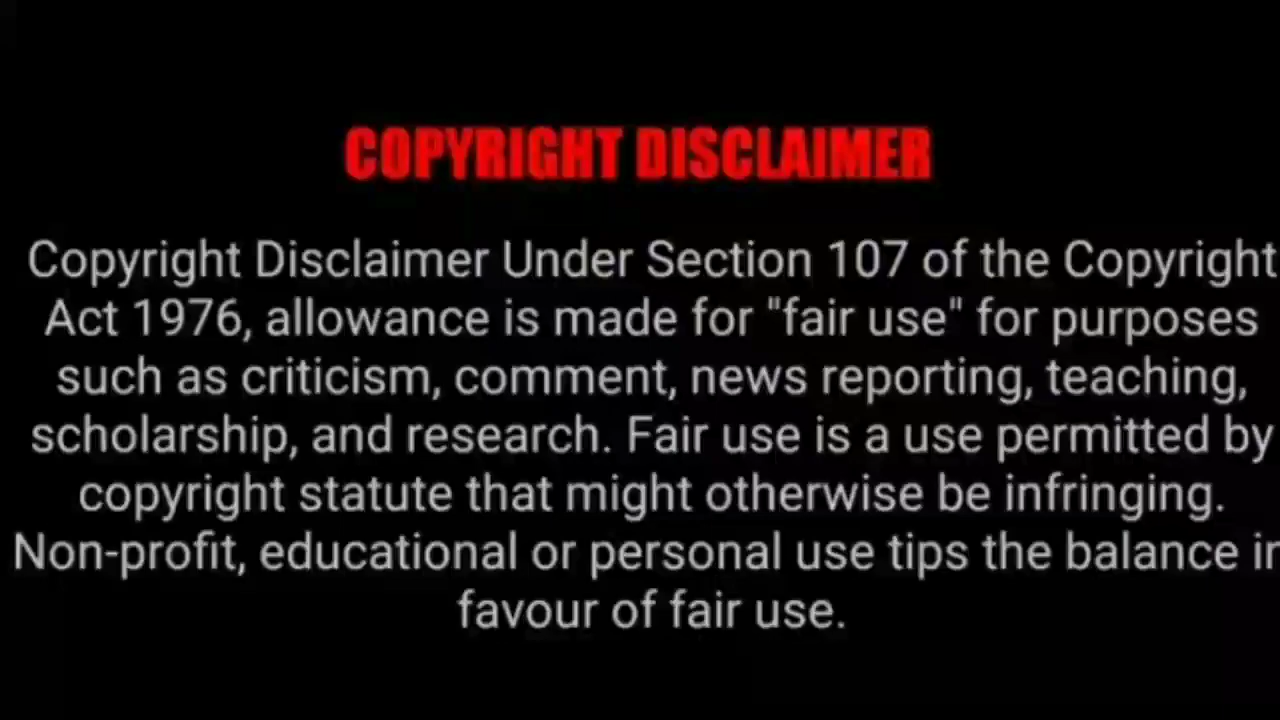 COPYRIGHT DISCLAIMER
Copyright Disclaimer Under Section 107 of the Copyright
Act 1976, allowance is made for "fair use" for purposes
such as criticism, comment, news reporting, teaching,
scholarship, and research. Fair use is a use permitted by
copyright statute that might otherwise be infringing.
Non-profit, educational or personal use tips the balance in
favour of fair use.